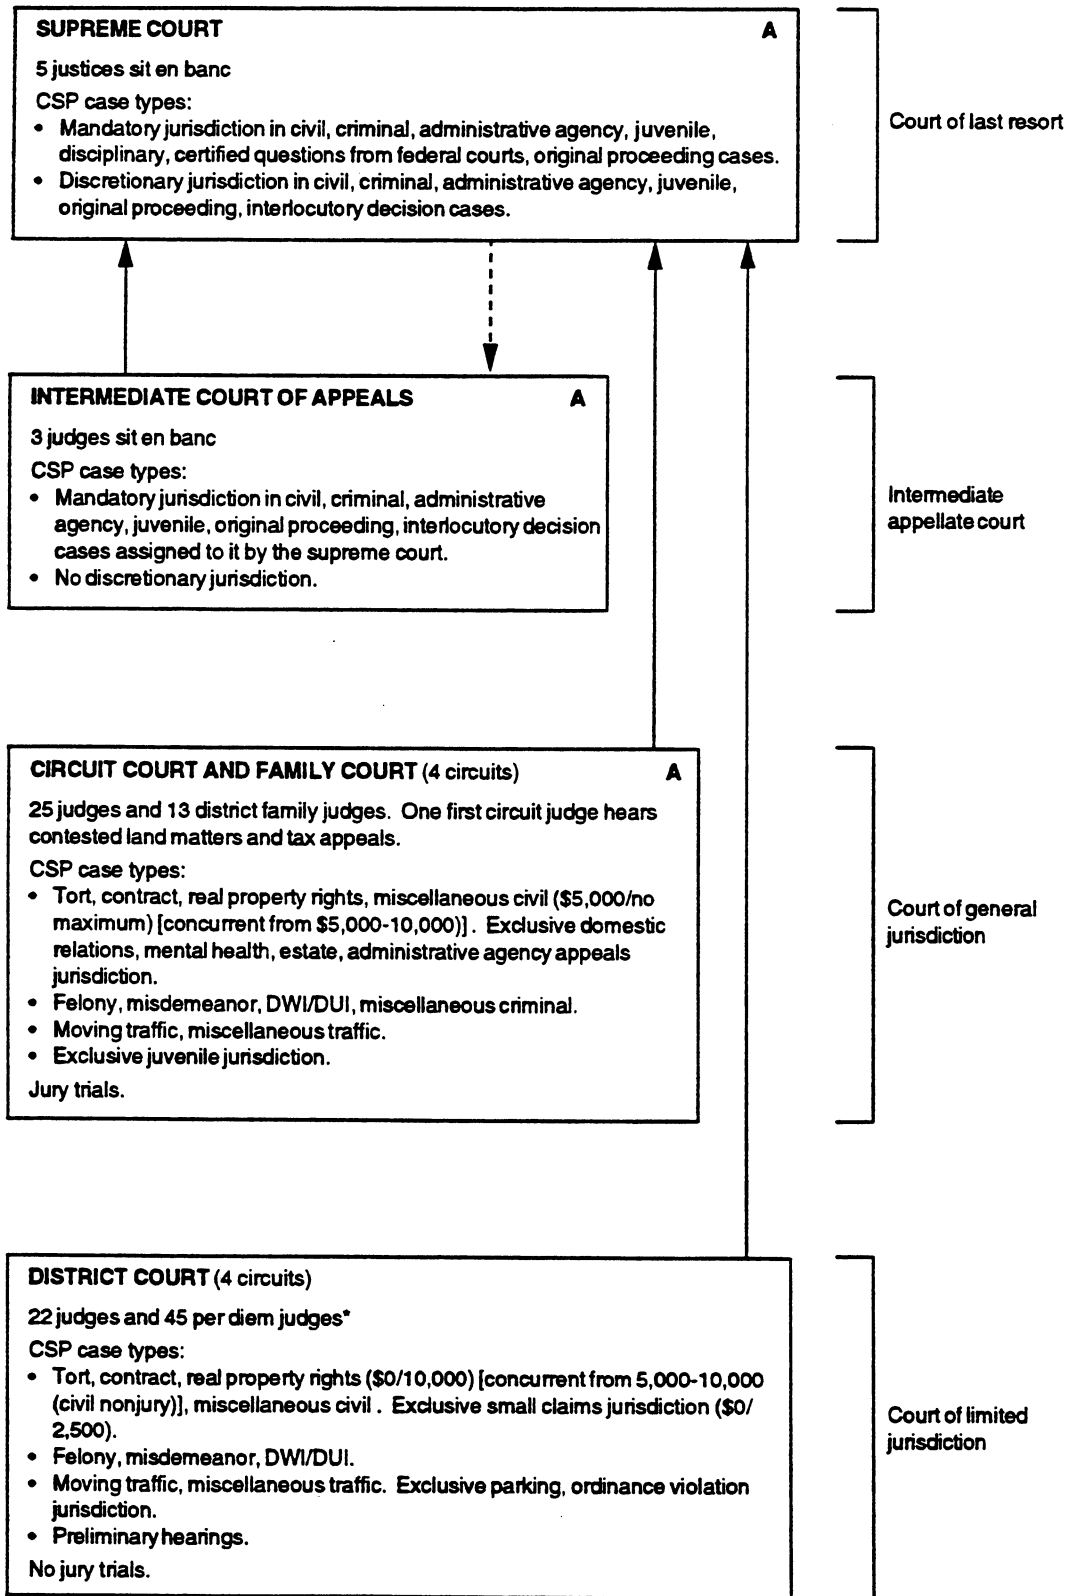 SUPREME COURT A
5 justices sit en banc
CSP case types:
• Mandatory jurisdiction in civil, criminal, administrative agency, juvenile,
disciplinary, certified questions from federal courts, original proceeding cases.
• Discretionary jurisdiction in civil, criminal, administrative agency, juvenile,
original proceeding, interlocutory decision cases.
Court of last resort
INTERMEDIATE COURT OF APPEALS A
3 judges sit en banc
CSP case types:
• Mandatory jurisdiction in civil, criminal, administrative
agency, juvenile, original proceeding, interlocutory decision
cases assigned to it by the supreme court.
• No discretionary jurisdiction.
Intermediate
appellate court
CIRCUIT COURT AND FAMILY COURT (4 circuits) A
25 judges and 13 district family judges. One first circuit judge hears
contested land matters and tax appeals.
CSP case types:
• Tort, contract, real property rights, miscellaneous civil ($5,000/no
maximum) [concurrent from $5,000-10,000)]. Exclusive domestic
relations, mental health, estate, administrative agency appeals
jurisdiction.
• Felony, misdemeanor, DWI/DUI, miscellaneous criminal.
• Moving traffic, miscellaneous traffic.
• Exclusive juvenile jurisdiction.
Jury trials.
Court of general
jurisdiction
DISTRICT COURT (4 circuits)
22 judges and 45 per diem judges*
CSP case types:
• Tort, contract, real property rights ($0/10,000) [concurrent from 5,000-10,000
(civil nonjury)], miscellaneous civil . Exclusive small claims jurisdiction ($0/
2,500).
• Felony, misdemeanor, DWI/DUI.
• Moving traffic, miscellaneous traffic. Exclusive parking, ordinance violation
jurisdiction.
• Preliminary hearings.
No jury trials.
Court of limited
jurisdiction